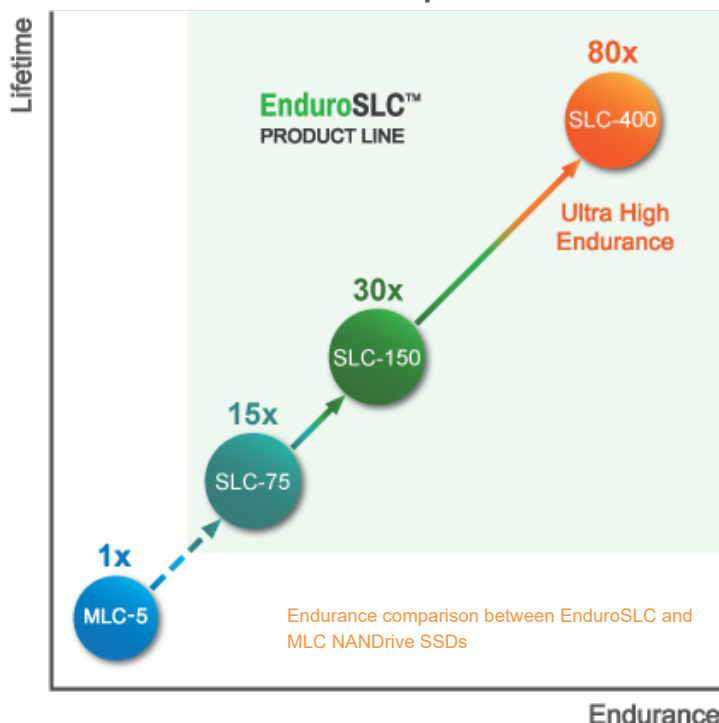 Lifetime
80x
EnduroSLC™
PRODUCT LINE
SLC-400
Ultra High
Endurance
30x
SLC-150
15x
SLC-75
1x
MLC-5
Endurance comparison between EnduroSLC and
MLC NANDrive SSDs
Endurance